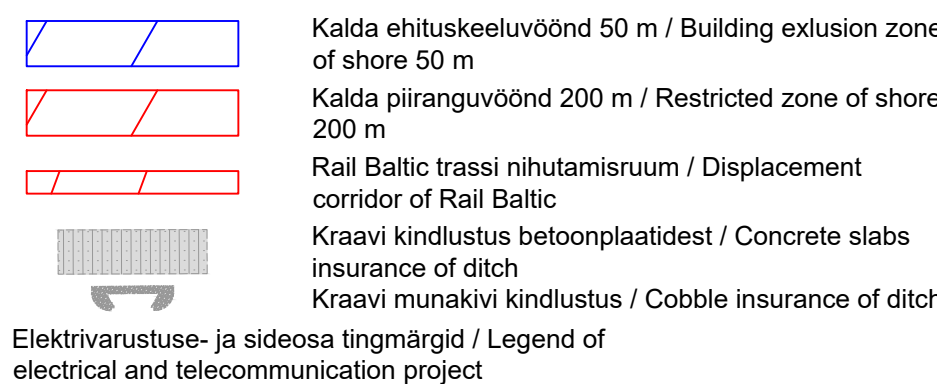 Kalda ehituskeeluvöönd 50 m / Building exlusion zone
of shore 50 m
Kalda piiranguvöönd 200 m / Restricted zone of shore
200 m
Rail Baltic trassi nihutamisruum / Displacement
corridor of Rail Baltic
Kraavi kindlustus betoonplaatidest / Concrete slabs
insurance of ditch
Kraavi munakivi kindlustus / Cobble insurance of ditch
Elektrivarustuse- ja sideosa tingmärgid / Legend of
electrical and telecommunication project